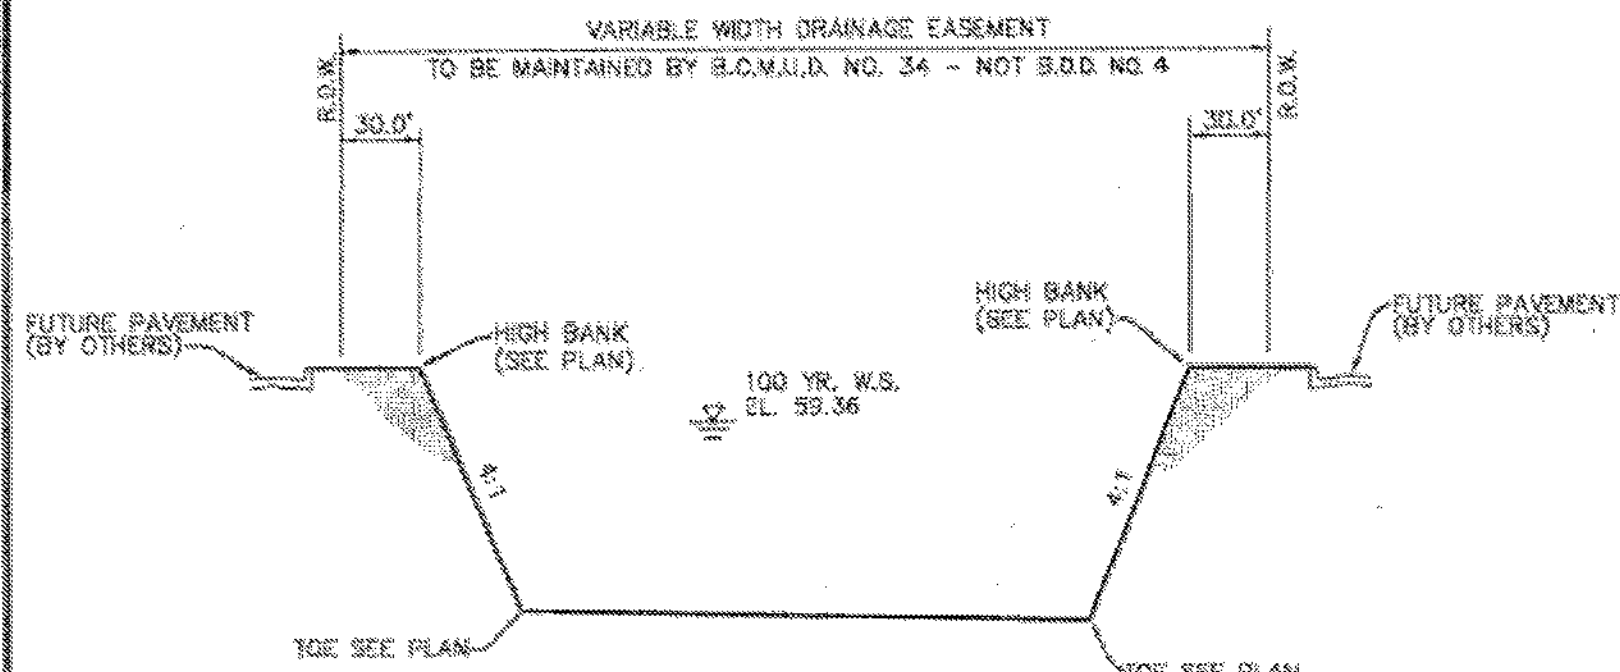 VARIABLE WIDTH DRAINAGE EASEMENT
TO BE MAINTAINED BY B.C.M.U.D. NO. 34 - NOT B.D.D. NO. 4
R.O.W.
R.O.W.
30.0'
30.0'
HIGH BANK
(SEE PLAN)
FUTURE PAVEMENT
(BY OTHERS)
FUTURE PAVEMENT
(BY OTHERS)
HIGH BANK
(SEE PLAN)
100 YR. W.S.
EL. 59.36
4:1
4:1
TOE SEE PLAN
TOE SEE PLAN